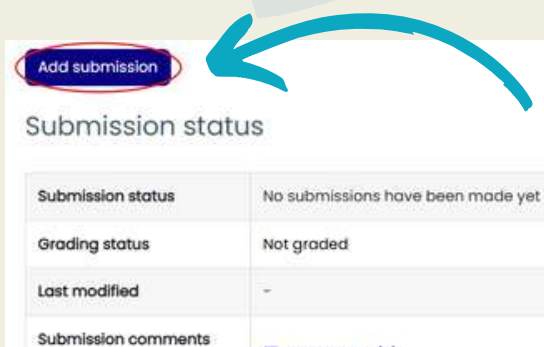 Add submission
Submission status
Submission status No submissions have been made yet
Grading status Not graded
Last modified -
Submission comments